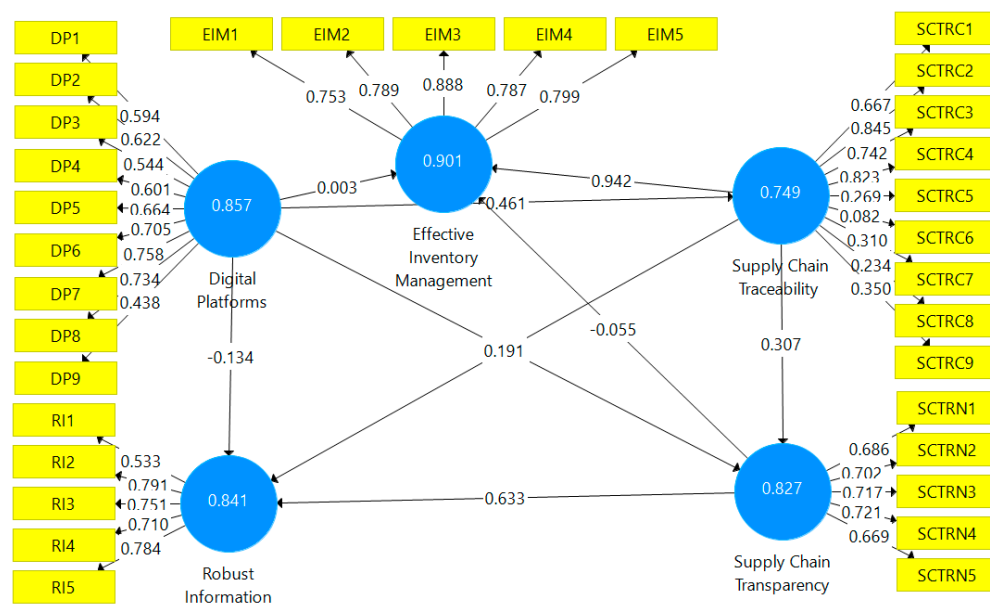 EIM1
EIM2
EIM3
EIM4
EIM5
DP1
DP2
DP3
DP4
DP5
DP6
DP7
DP8
DP9
0.594
0.622
0.544
0.601
0.664
0.705
0.758
0.734
0.438
0.753
0.789
0.888
0.787
0.799
SCTRC1
SCTRC2
SCTRC3
SCTRC4
SCTRC5
SCTRC6
SCTRC7
SCTRC8
SCTRC9
0.667
0.845
0.742
0.823
0.269
0.082
0.310
0.234
0.350
0.857
Digital
Platforms
0.901
Effective
Inventory
Management
0.749
Supply Chain
Traceability
0.003
0.942
0.461
-0.134
0.191
-0.055
0.307
0.633
RI1
RI2
RI3
RI4
RI5
0.533
0.791
0.751
0.710
0.784
0.841
Robust
Information
0.827
Supply Chain
Transparency
0.686
0.702
0.717
0.721
0.669
SCTRN1
SCTRN2
SCTRN3
SCTRN4
SCTRN5